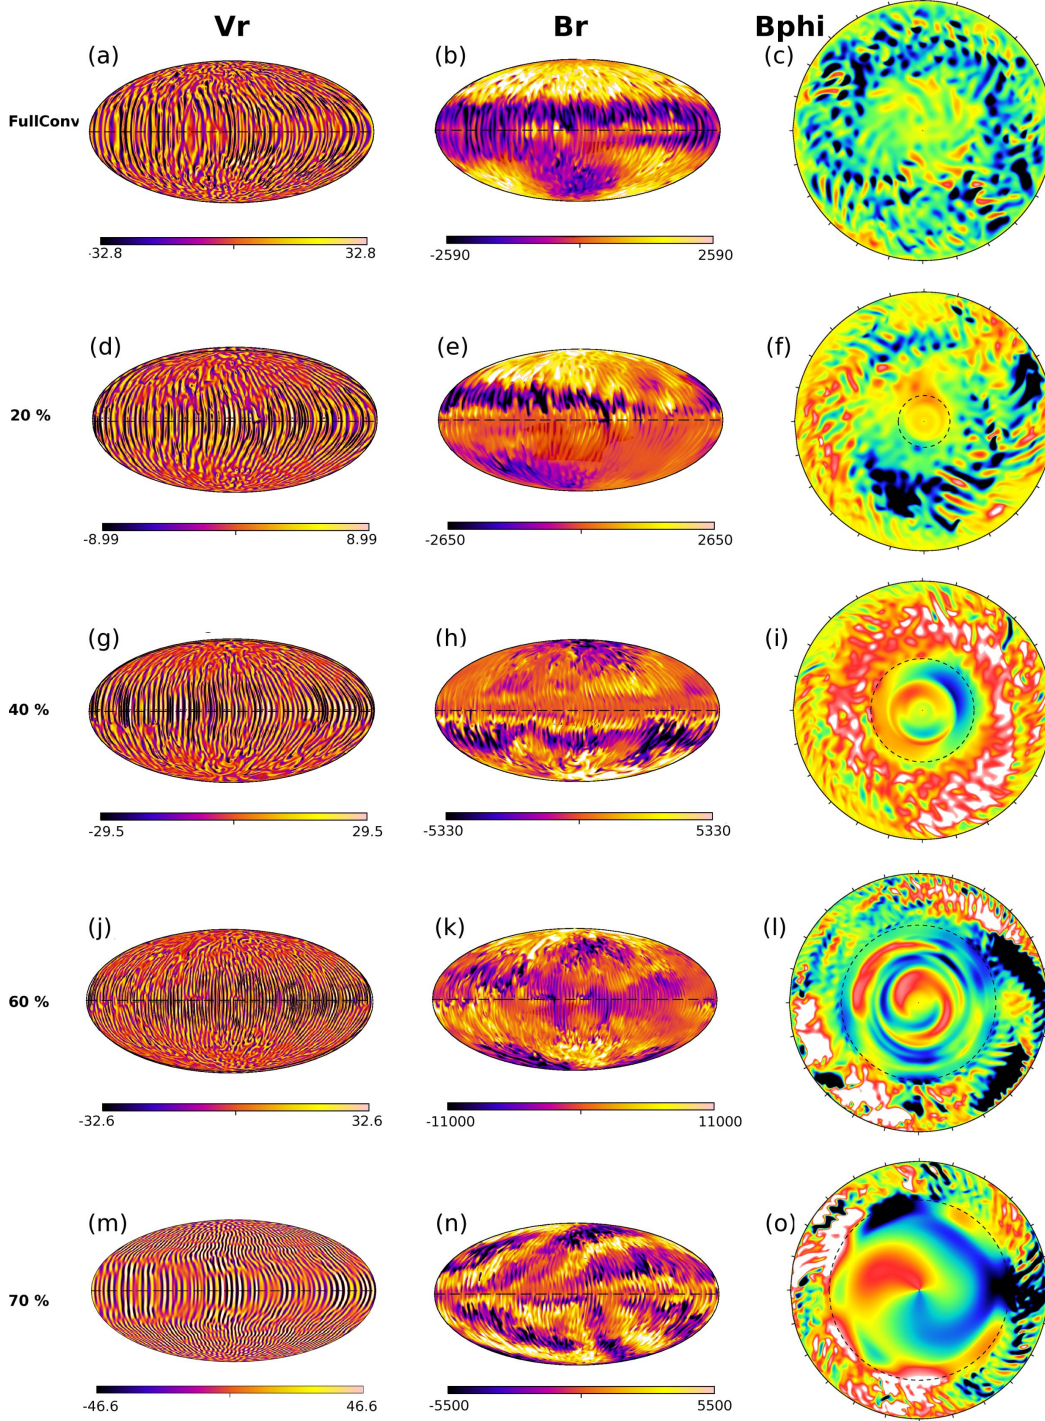 Vr Br Bphi
(a) (b) (c)
FullConv
-32.8 32.8 -2590 2590
(d) (e) (f)
20 %
-8.99 8.99 -2650 2650
(g) (h) (i)
40 %
-29.5 29.5 -5330 5330
(j) (k) (l)
60 %
-32.6 32.6 -11000 11000
(m) (n) (o)
70 %
-46.6 46.6 -5500 5500